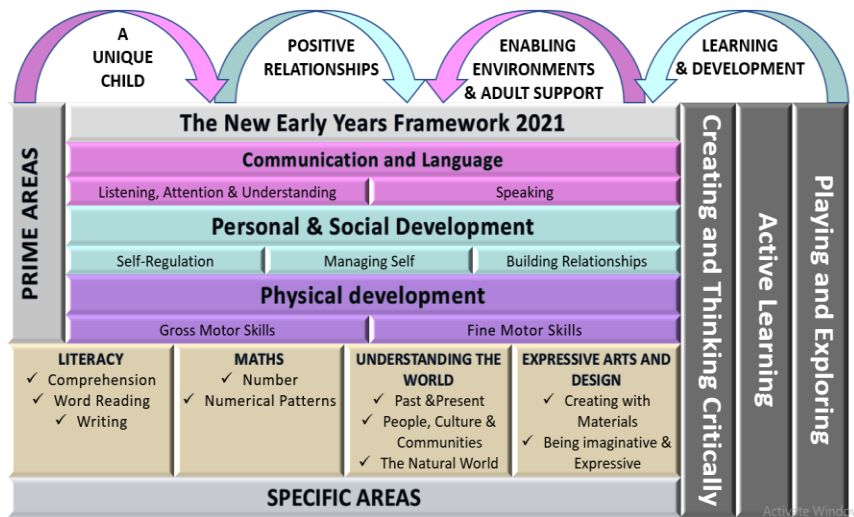 A
UNIQUE
CHILD
POSITIVE
RELATIONSHIPS
ENABLING
ENVIRONMENTS
& ADULT SUPPORT
LEARNING
& DEVELOPMENT
PRIME AREAS
The New Early Years Framework 2021
Communication and Language
Listening, Attention & Understanding
Speaking
Personal & Social Development
Self-Regulation
Managing Self
Building Relationships
Physical development
Gross Motor Skills
Fine Motor Skills
LITERACY
✓ Comprehension
✓ Word Reading
✓ Writing
MATHS
✓ Number
✓ Numerical Patterns
UNDERSTANDING THE
WORLD
✓ Past &Present
✓ People, Culture &
Communities
✓ The Natural World
EXPRESSIVE ARTS AND
DESIGN
✓ Creating with
Materials
✓ Being imaginative &
Expressive
SPECIFIC AREAS
Creating and Thinking Critically
Active Learning
Playing and Exploring